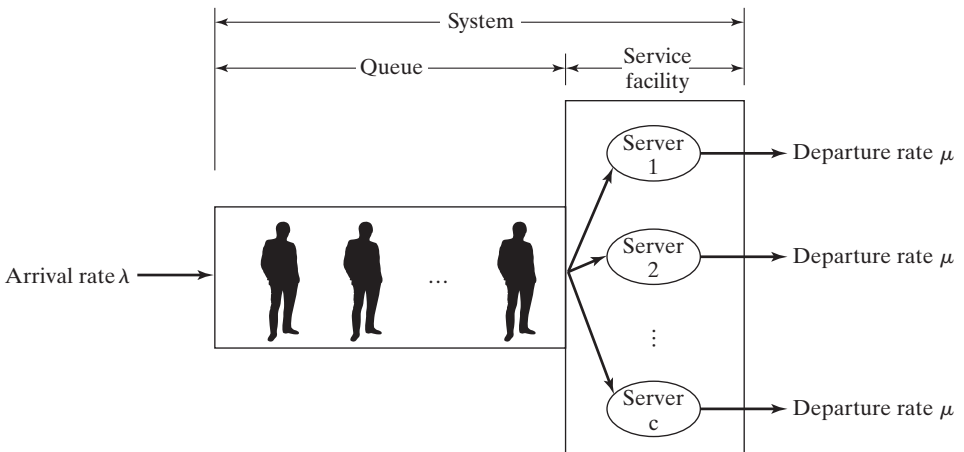 System
Queue
Service
facility
Server
1
Departure rate μ
Server
2
Departure rate μ
Arrival rate λ
...
⋮
Server
c
Departure rate μ